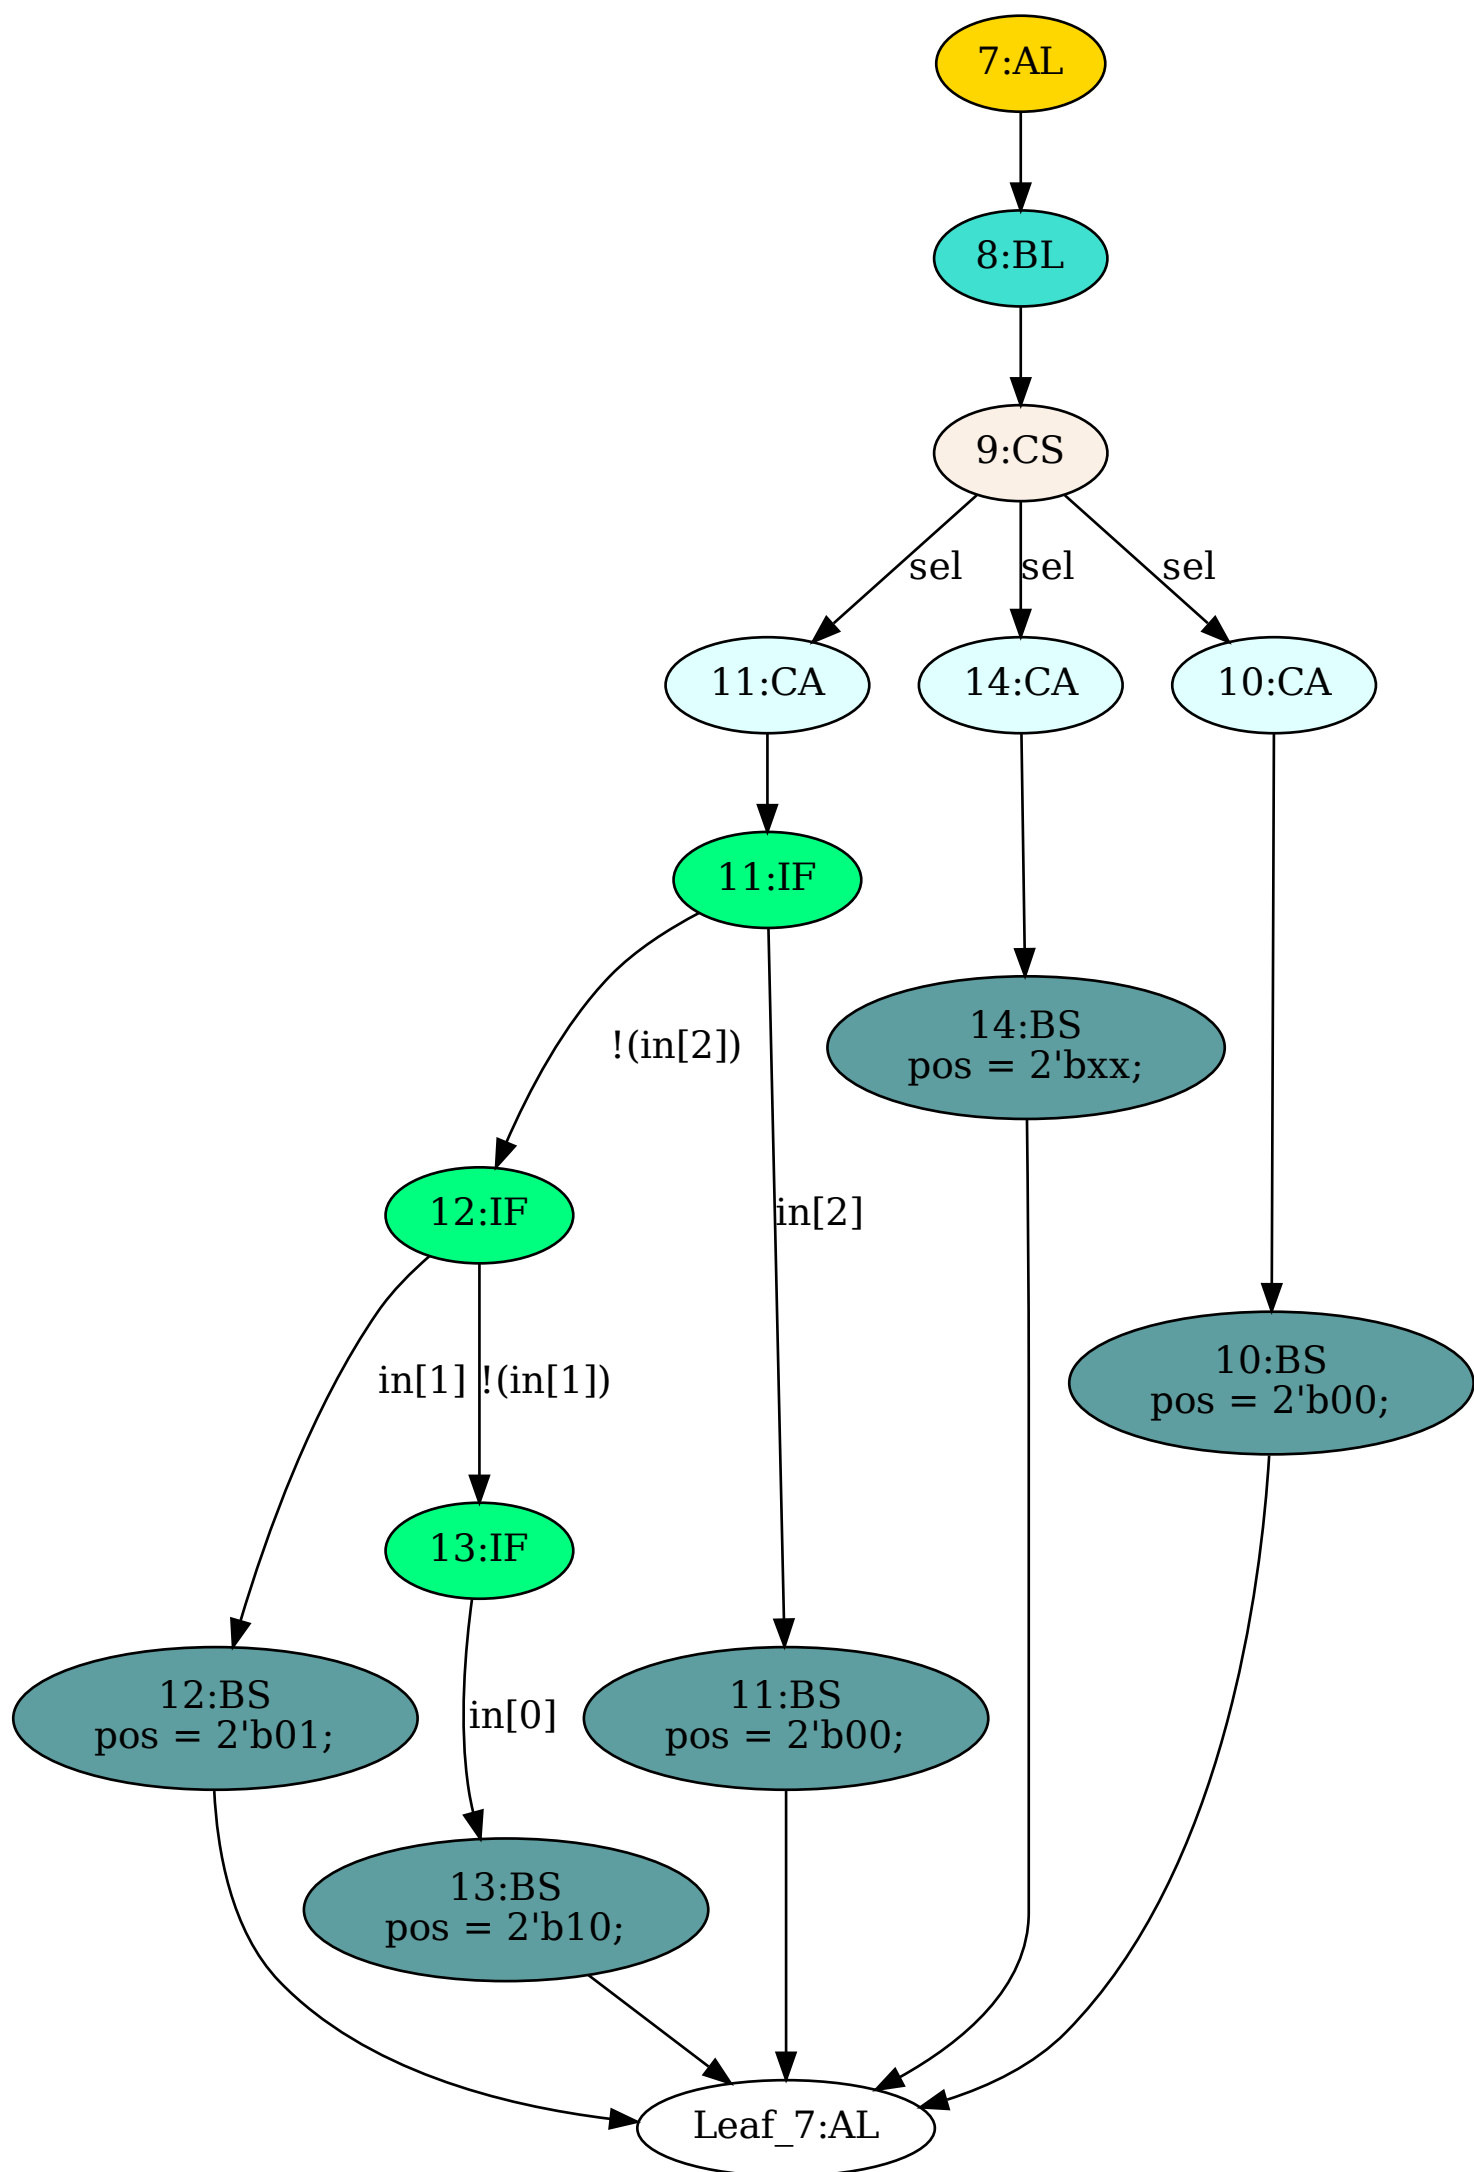 7:AL
8:BL
9:CS
sel
sel
sel
11:CA
14:CA
10:CA
11:IF
14:BS
pos = 2'bxx;
!(in[2])
12:IF
in[2]
10:BS
pos = 2'b00;
in[1]
!(in[1])
13:IF
12:BS
pos = 2'b01;
in[0]
11:BS
pos = 2'b00;
13:BS
pos = 2'b10;
Leaf_7:AL